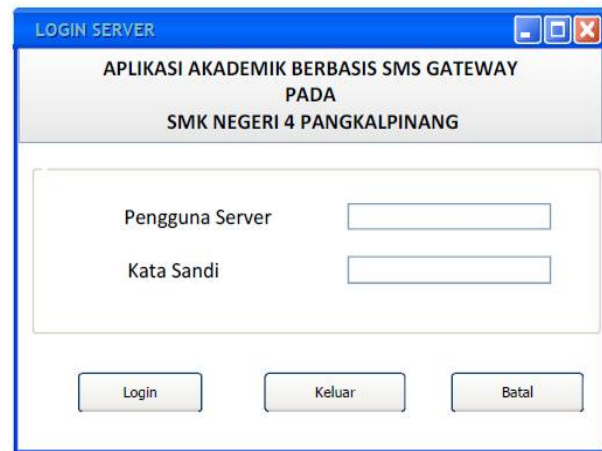 LOGIN SERVER
APLIKASI AKADEMIK BERBASIS SMS GATEWAY
PADA
SMK NEGERI 4 PANGKALPINANG
Pengguna Server
Kata Sandi
Login Keluar Batal